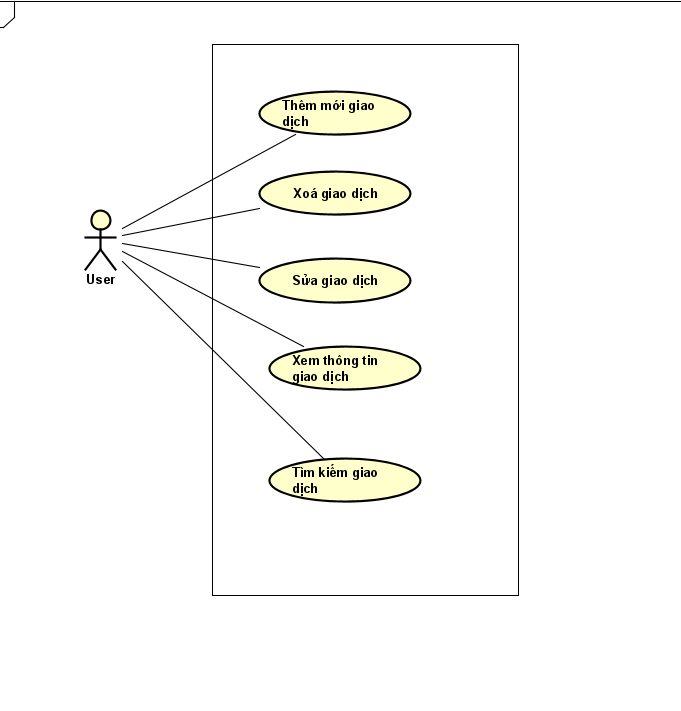 Thêm mới giao
dịch
Xoá giao dịch
User
Sửa giao dịch
Xem thông tin
giao dịch
Tìm kiếm giao
dịch